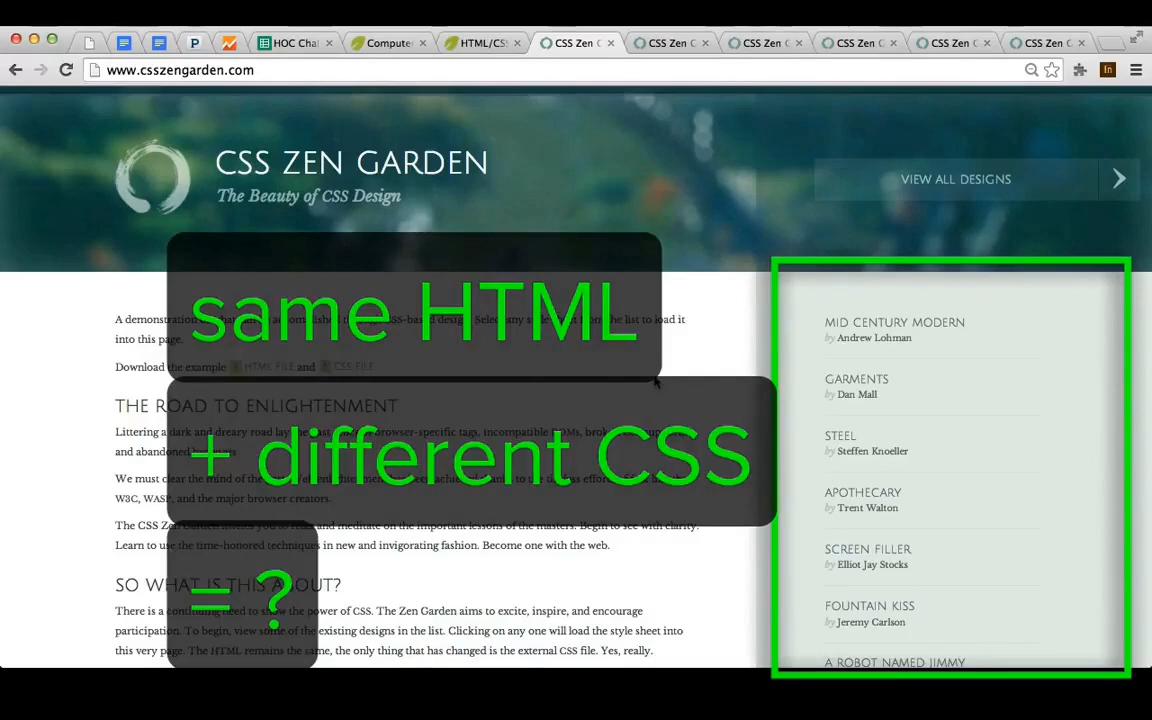 HOC Chal
Compute
HTML/CSS
CSS Zen G
CSS Zen G
CSS Zen G
CSS Zen G
CSS Zen G
CSS Zen G
www.csszengarden.com
In
CSS ZEN GARDEN
The Beauty of CSS Design
VIEW ALL DESIGNS
same HTML
+ different CSS
= ?
A demonstration of what can be accomplished through CSS-based design. Select any style sheet from the list to load it
into this page.
Download the example HTML FILE and CSS FILE
THE ROAD TO ENLIGHTENMENT
Littering a dark and dreary road lay the past relics of browser-specific tags, incompatible DOMs, broken CSS support,
and abandoned browsers.
We must clear the mind of the past. Web enlightenment has been achieved thanks to the tireless efforts of folk like the
W3C, WASP, and the major browser creators.
The CSS Zen Garden invites you to relax and meditate on the important lessons of the masters. Begin to see with clarity.
Learn to use the time-honored techniques in new and invigorating fashion. Become one with the web.
SO WHAT IS THIS ABOUT?
There is a continuing need to show the power of CSS. The Zen Garden aims to excite, inspire, and encourage
participation. To begin, view some of the existing designs in the list. Clicking on any one will load the style sheet into
this very page. The HTML remains the same, the only thing that has changed is the external CSS file. Yes, really.
MID CENTURY MODERN
by Andrew Lohman
GARMENTS
by Dan Mall
STEEL
by Steffen Knoeller
APOTHECARY
by Trent Walton
SCREEN FILLER
by Elliot Jay Stocks
FOUNTAIN KISS
by Jeremy Carlson
A ROBOT NAMED JIMMY